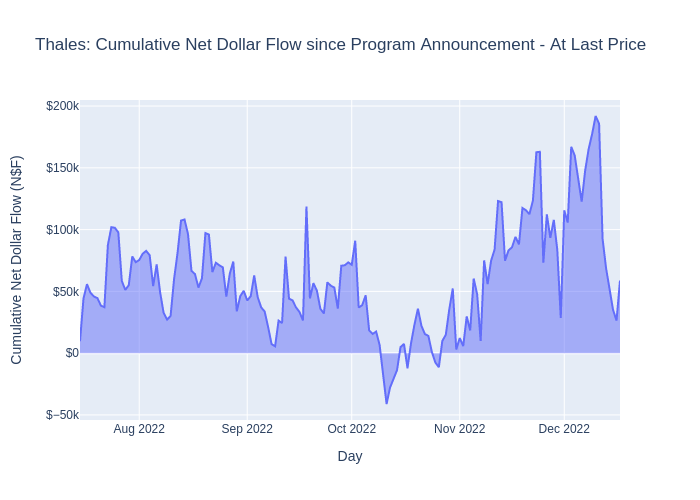 Thales: Cumulative Net Dollar Flow since Program Announcement - At Last Price
Cumulative Net Dollar Flow (N$F)
$200k
$150k
$100k
$50k
$0
$−50k
Aug 2022
Sep 2022
Oct 2022
Nov 2022
Dec 2022
Day